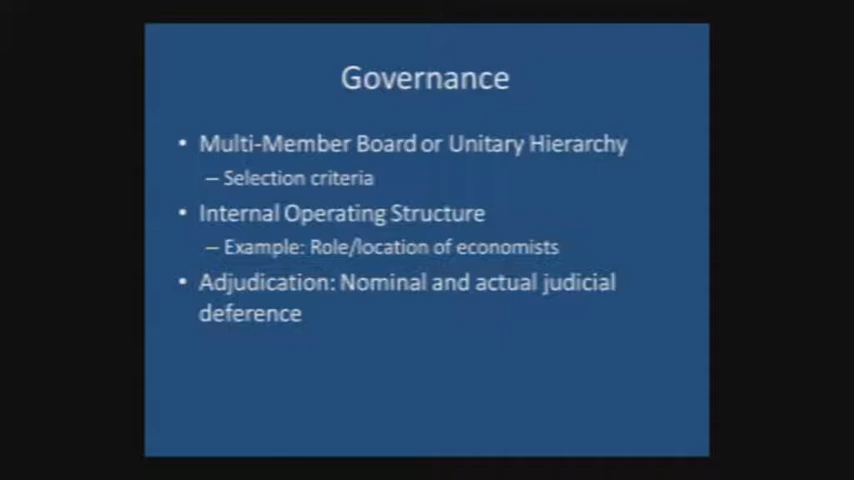 Governance
• Multi-Member Board or Unitary Hierarchy
– Selection criteria
• Internal Operating Structure
– Example: Role/location of economists
• Adjudication: Nominal and actual judicial
deference